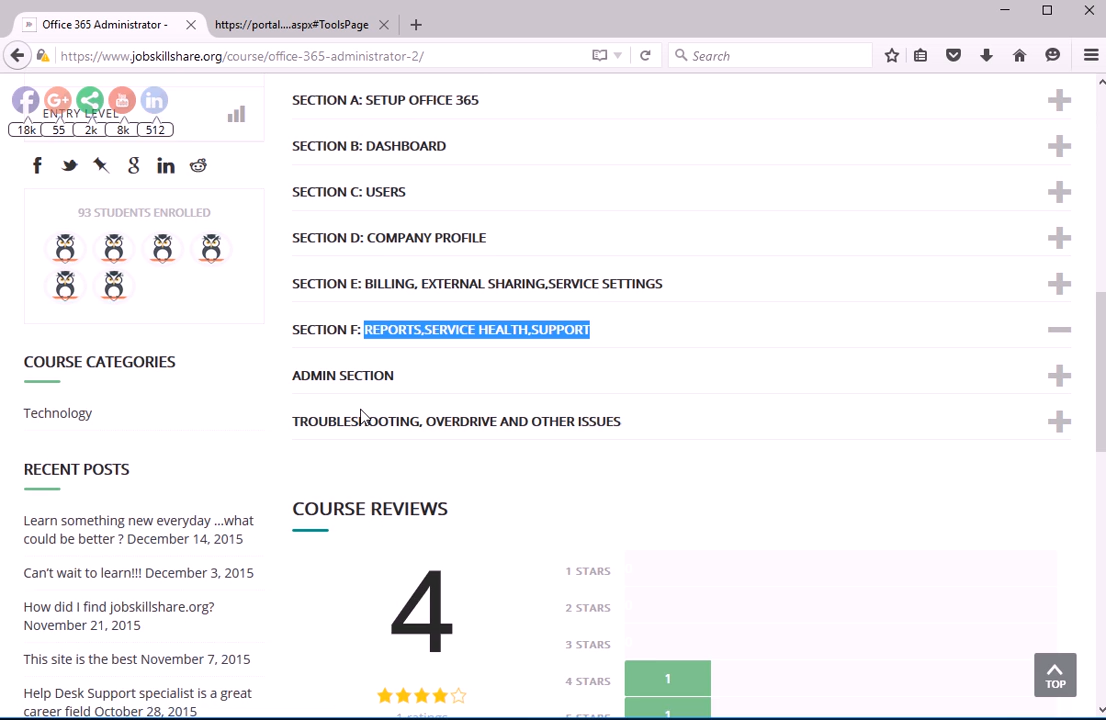 Office 365 Administrator -
https://portal....aspx#ToolsPage
https://www.jobskillshare.org/course/office-365-administrator-2/
Search
ENTRY LEVEL
18k 55 2k 8k 512
93 STUDENTS ENROLLED
COURSE CATEGORIES
Technology
RECENT POSTS
Learn something new everyday ...what
could be better ? December 14, 2015
Can't wait to learn!!! December 3, 2015
How did I find jobskillshare.org?
November 21, 2015
This site is the best November 7, 2015
Help Desk Support specialist is a great
career field October 28, 2015
SECTION A: SETUP OFFICE 365
SECTION B: DASHBOARD
SECTION C: USERS
SECTION D: COMPANY PROFILE
SECTION E: BILLING, EXTERNAL SHARING,SERVICE SETTINGS
SECTION F: REPORTS,SERVICE HEALTH,SUPPORT
ADMIN SECTION
TROUBLESHOOTING, OVERDRIVE AND OTHER ISSUES
COURSE REVIEWS
4
1 ratings
1 STARS
2 STARS
3 STARS
4 STARS
1
5 STARS
1
TOP